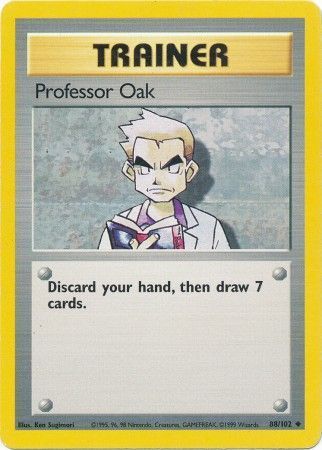 TRAINER
Professor Oak
Discard your hand, then draw 7
cards.
Illus. Ken Sugimori
©1995, 96, 98 Nintendo, Creatures, GAMEFREAK. ©1999 Wizards.
88/102